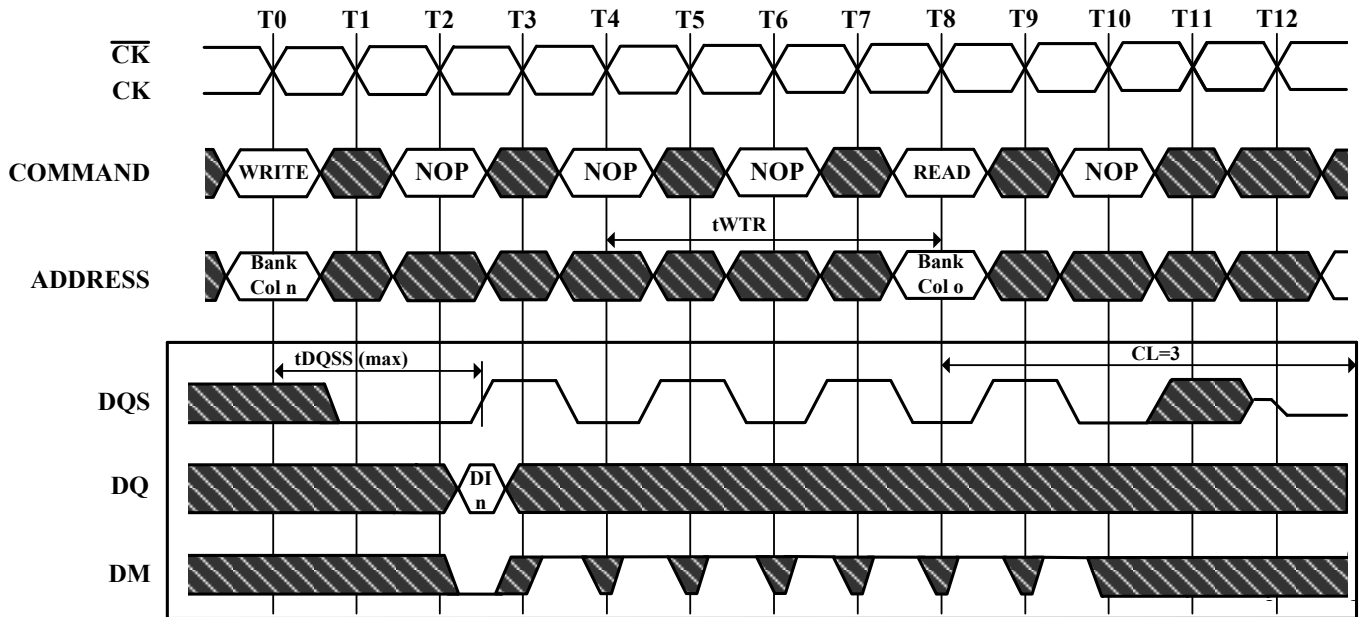 T0 T1 T2 T3 T4 T5 T6 T7 T8 T9 T10 T11 T12
CK
CK
COMMAND WRITE NOP NOP NOP READ NOP
tWTR
ADDRESS Bank Col n Bank Col o
tDQSS (max) CL=3
DQS
DQ DI n
DM